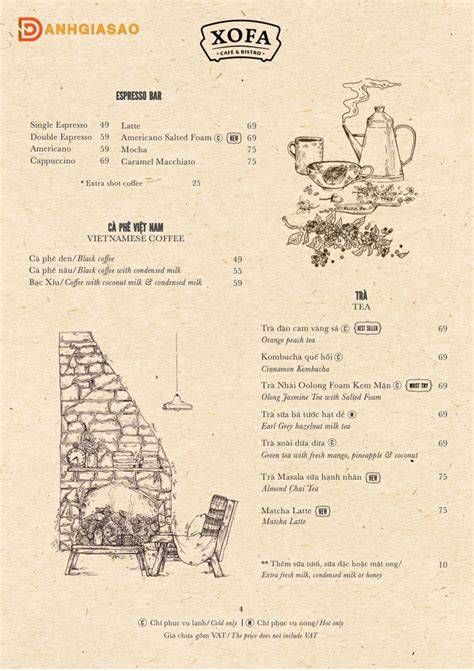 DANHGIASAO
XOFA
• CAFÉ & BISTRO •
ESPRESSO BAR
Single Espresso 49
Double Espresso 59
Americano 59
Cappuccino 69
Latte 69
Americano Salted Foam C NEW 69
Mocha 75
Caramel Macchiato 75
* Extra shot coffee 25
CÀ PHÊ VIỆT NAM
VIETNAMESE COFFEE
Cà phê đen/Black coffee 49
Cà phê nâu/Black coffee with condensed milk 55
Bạc Xíu/Coffee with coconut milk & condensed milk 59
TRÀ
TEA
Trà đào cam vàng sả C BEST SELLER 69
Orange peach tea
Kombucha quế hồi C 69
Cinnamon Kombucha
Trà Nhài Oolong Foam Kem Mặn C MUST TRY 69
Olong Jasmine Tea with Salted Foam
Trà sữa bá tước hạt dẻ H 69
Earl Grey hazelnut milk tea
Trà xoài dứa dừa C 69
Green tea with fresh mango, pineapple & coconut
Trà Masala sữa hạnh nhân NEW 75
Almond Chai Tea
Matcha Latte NEW 75
Matcha Latte
** Thêm sữa tươi, sữa đặc hoặc mật ong/ 10
Extra fresh milk, condensed milk or honey
4
C Chỉ phục vụ lạnh/Cold only | H Chỉ phục vụ nóng/Hot only
Giá chưa gồm VAT/The price does not include VAT